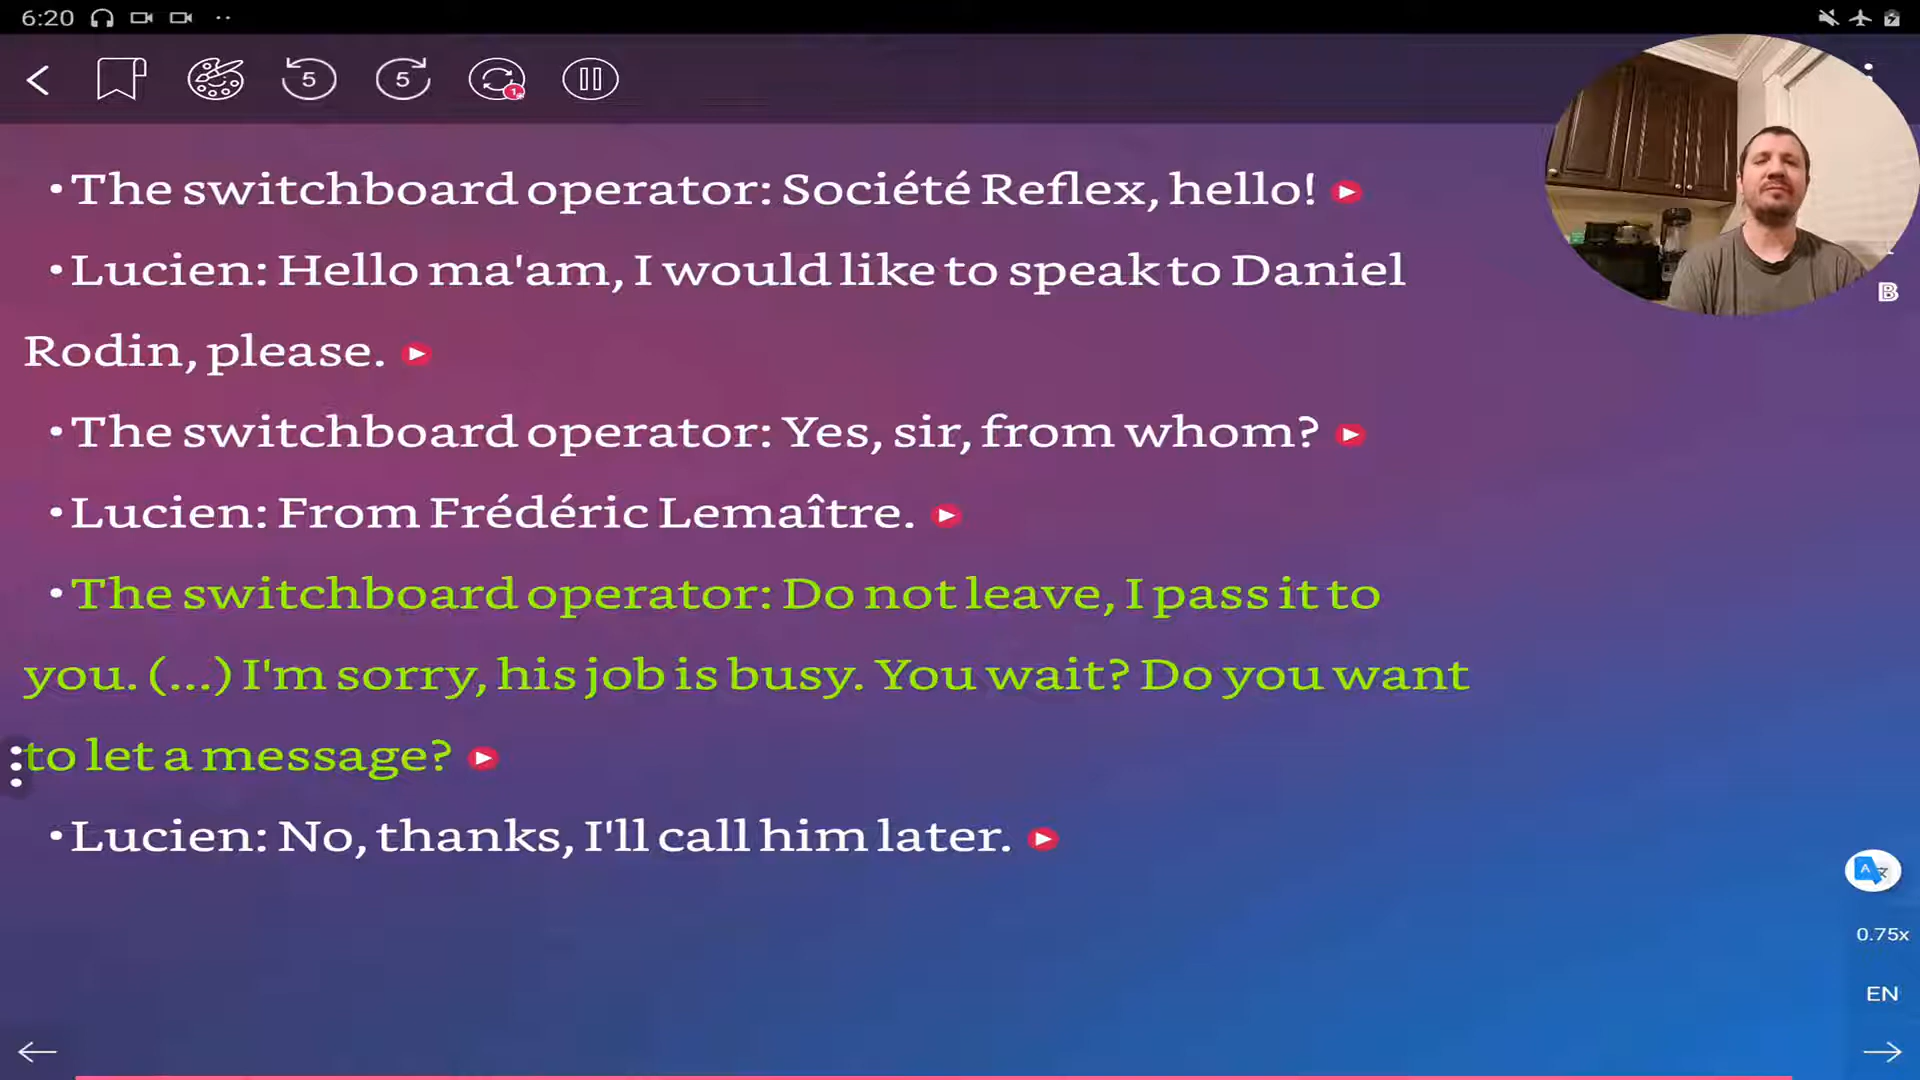 6:20
5 5 1
• The switchboard operator: Société Reflex, hello!
• Lucien: Hello ma'am, I would like to speak to Daniel
Rodin, please.
B
• The switchboard operator: Yes, sir, from whom?
• Lucien: From Frédéric Lemaître.
• The switchboard operator: Do not leave, I pass it to
you. (...) I'm sorry, his job is busy. You wait? Do you want
to let a message?
• Lucien: No, thanks, I'll call him later.
A文
0.75x
EN